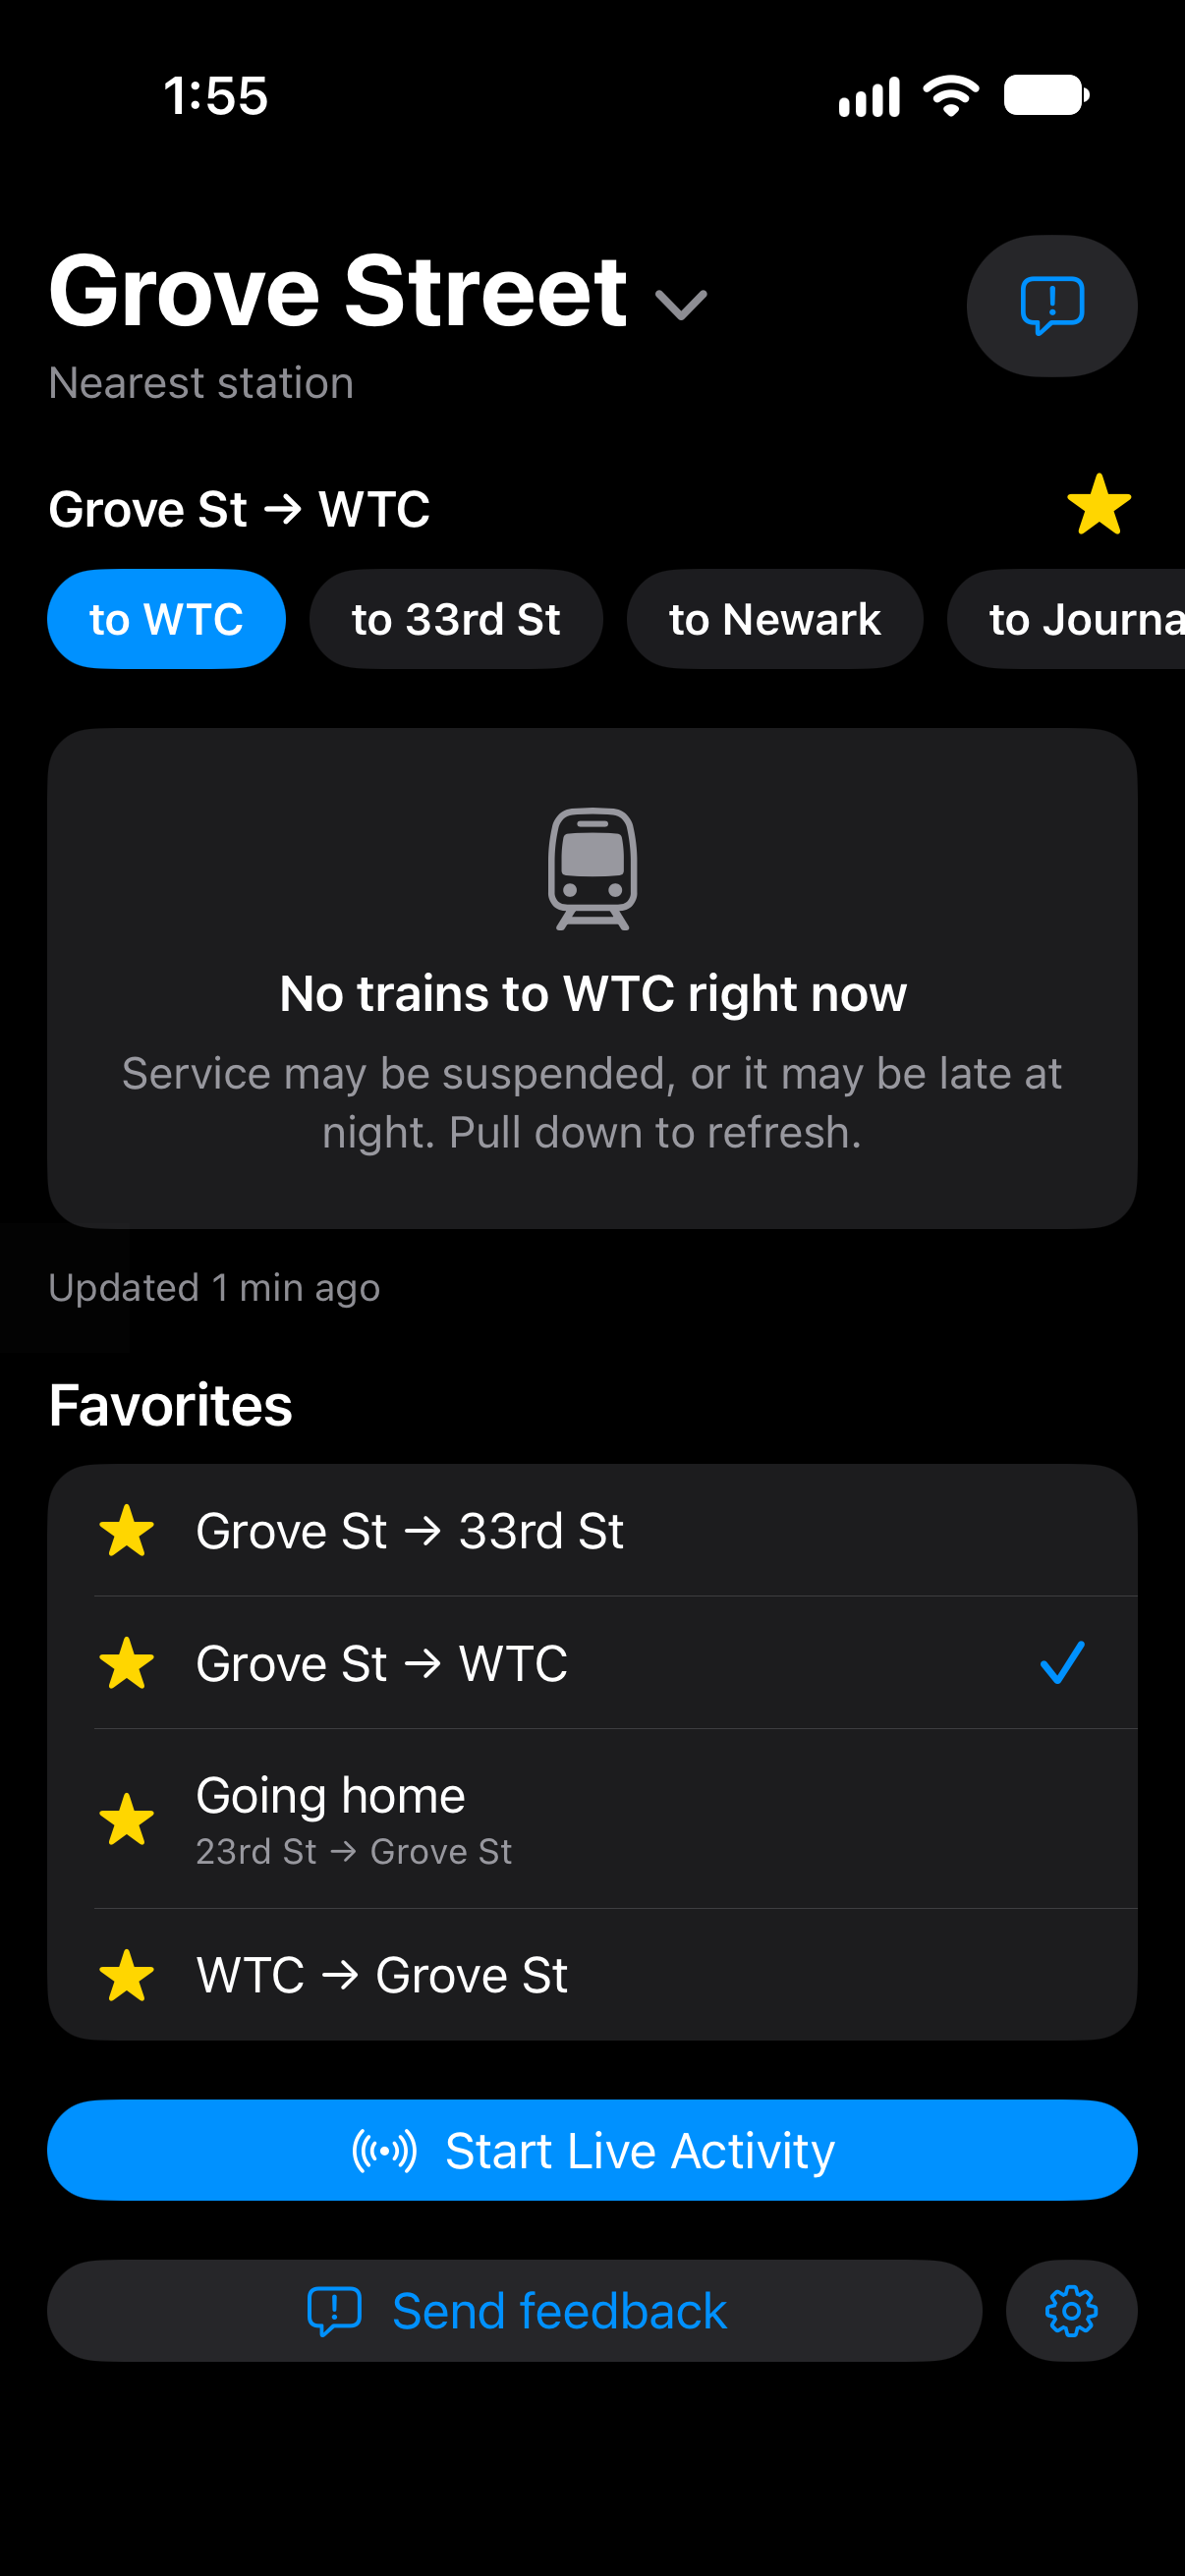 1:55
Grove Street
Nearest station
Grove St → WTC
to WTC
to 33rd St
to Newark
to Journa
No trains to WTC right now
Service may be suspended, or it may be late at
night. Pull down to refresh.
Updated 1 min ago
Favorites
Grove St → 33rd St
Grove St → WTC
Going home
23rd St → Grove St
WTC → Grove St
Start Live Activity
Send feedback